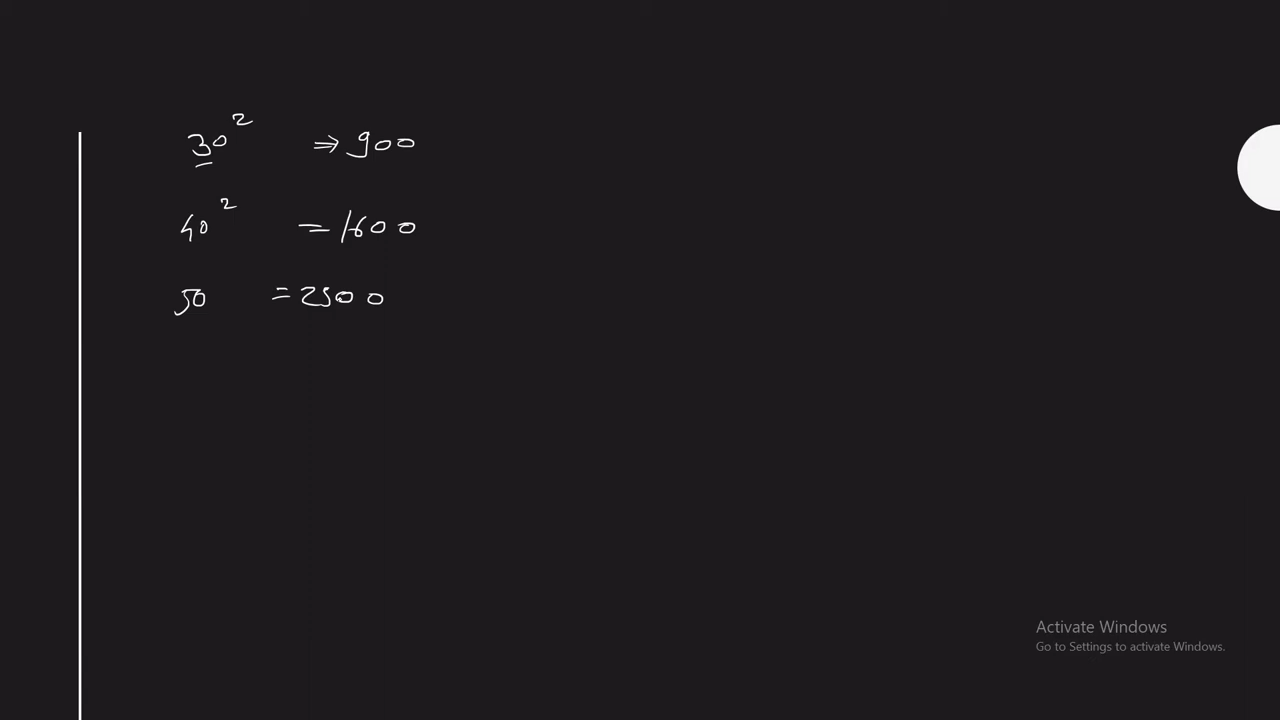 30² ⇒ 900
40² = 1600
50 = 2500
Activate Windows
Go to Settings to activate Windows.